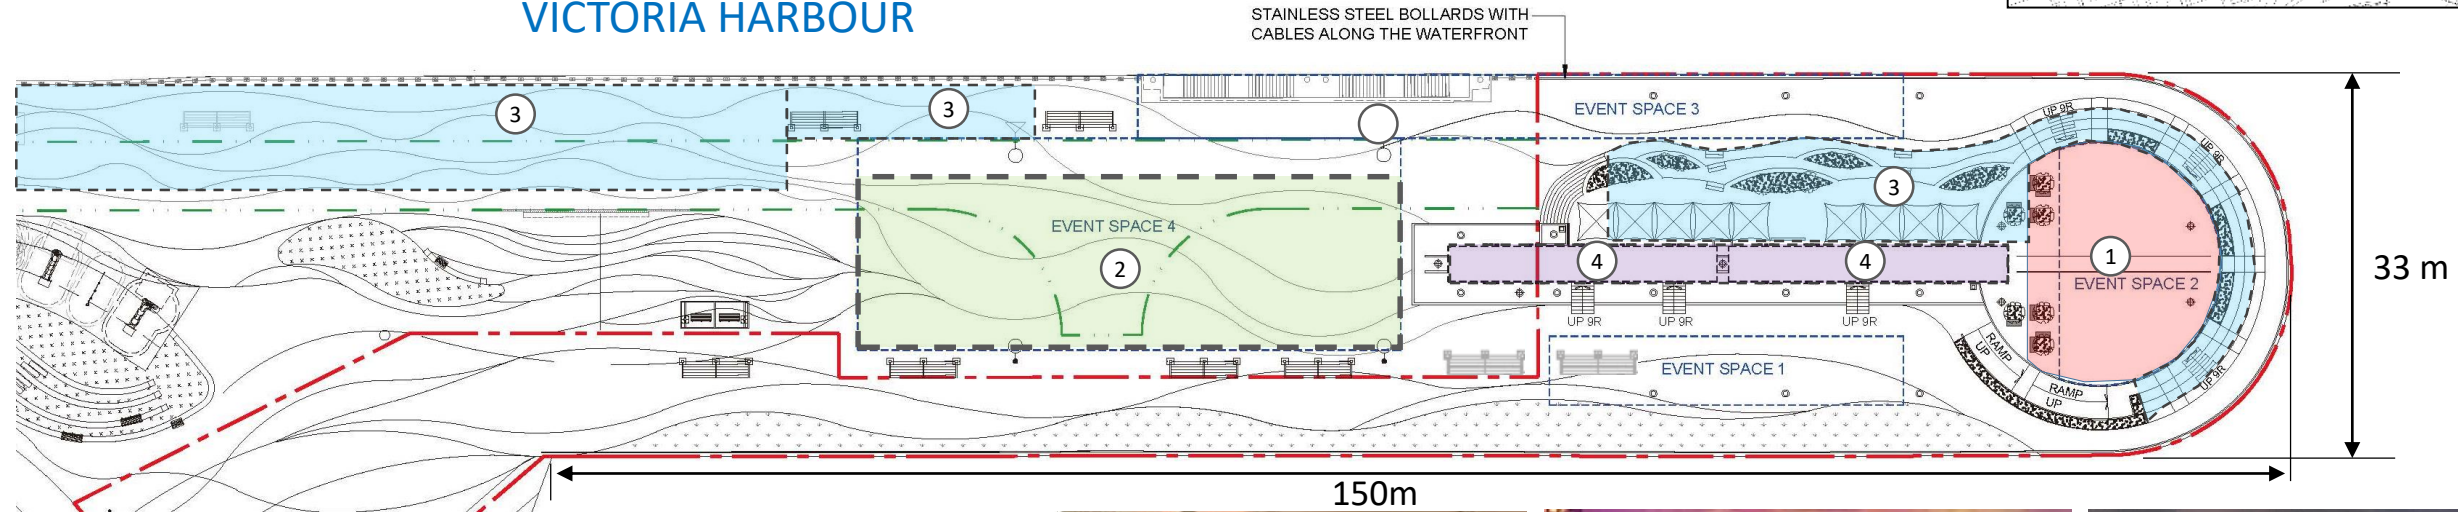 VICTORIA HARBOUR
STAINLESS STEEL BOLLARDS WITH
CABLES ALONG THE WATERFRONT
3
3
EVENT SPACE 3
UP 9R
UP 9R
3
EVENT SPACE 4
2
4
4
1
EVENT SPACE 2
33 m
UP 9R
UP 9R
UP 9R
RAMP
UP
EVENT SPACE 1
RAMP
UP
UP 9R
150m